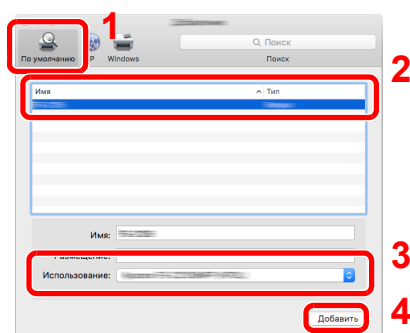 1
Поиск
По умолчанию P Windows Поиск
2
Имя Тип
Имя:
Размещение:
3
Использование:
4
Добавить